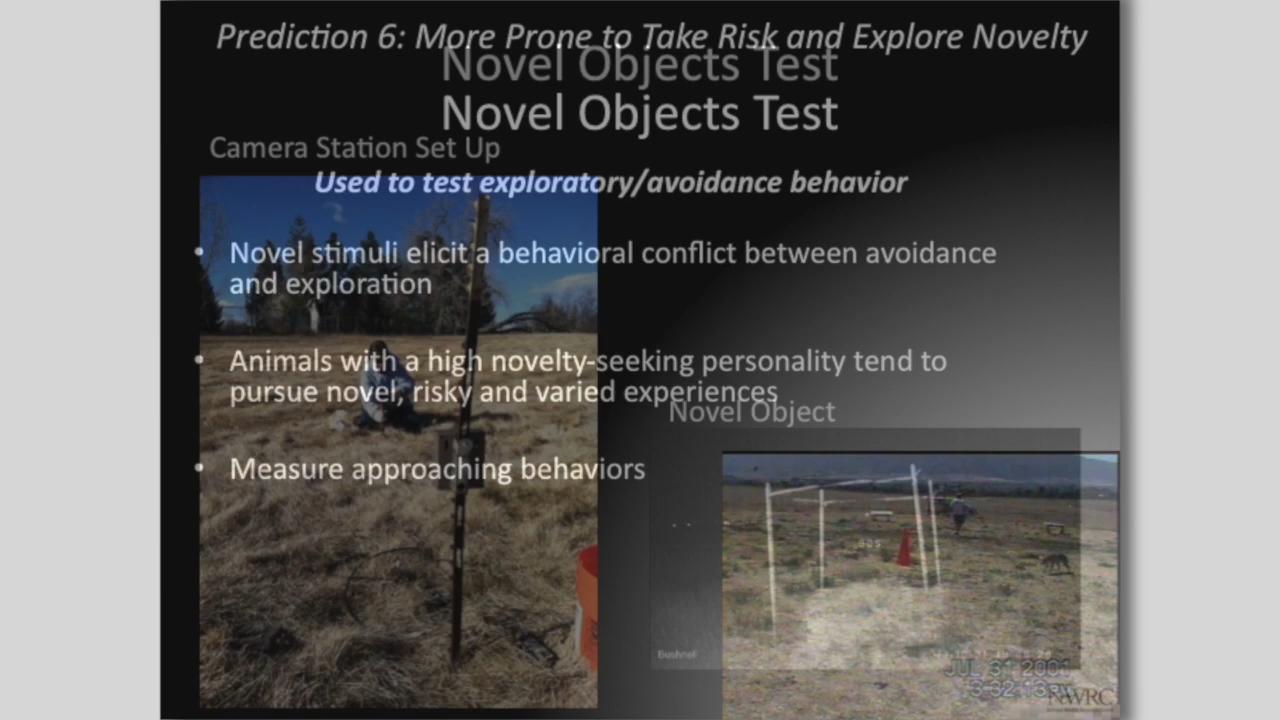 Prediction 6: More Prone to Take Risk and Explore Novelty
Novel Objects Test
Novel Objects Test
Camera Station Set Up
Used to test exploratory/avoidance behavior
• Novel stimuli elicit a behavioral conflict between avoidance
and exploration
• Animals with a high novelty-seeking personality tend to
pursue novel, risky and varied experiences
Novel Object
• Measure approaching behaviors
Bushnell
JUL 31 2001
3:32:13
NWRC